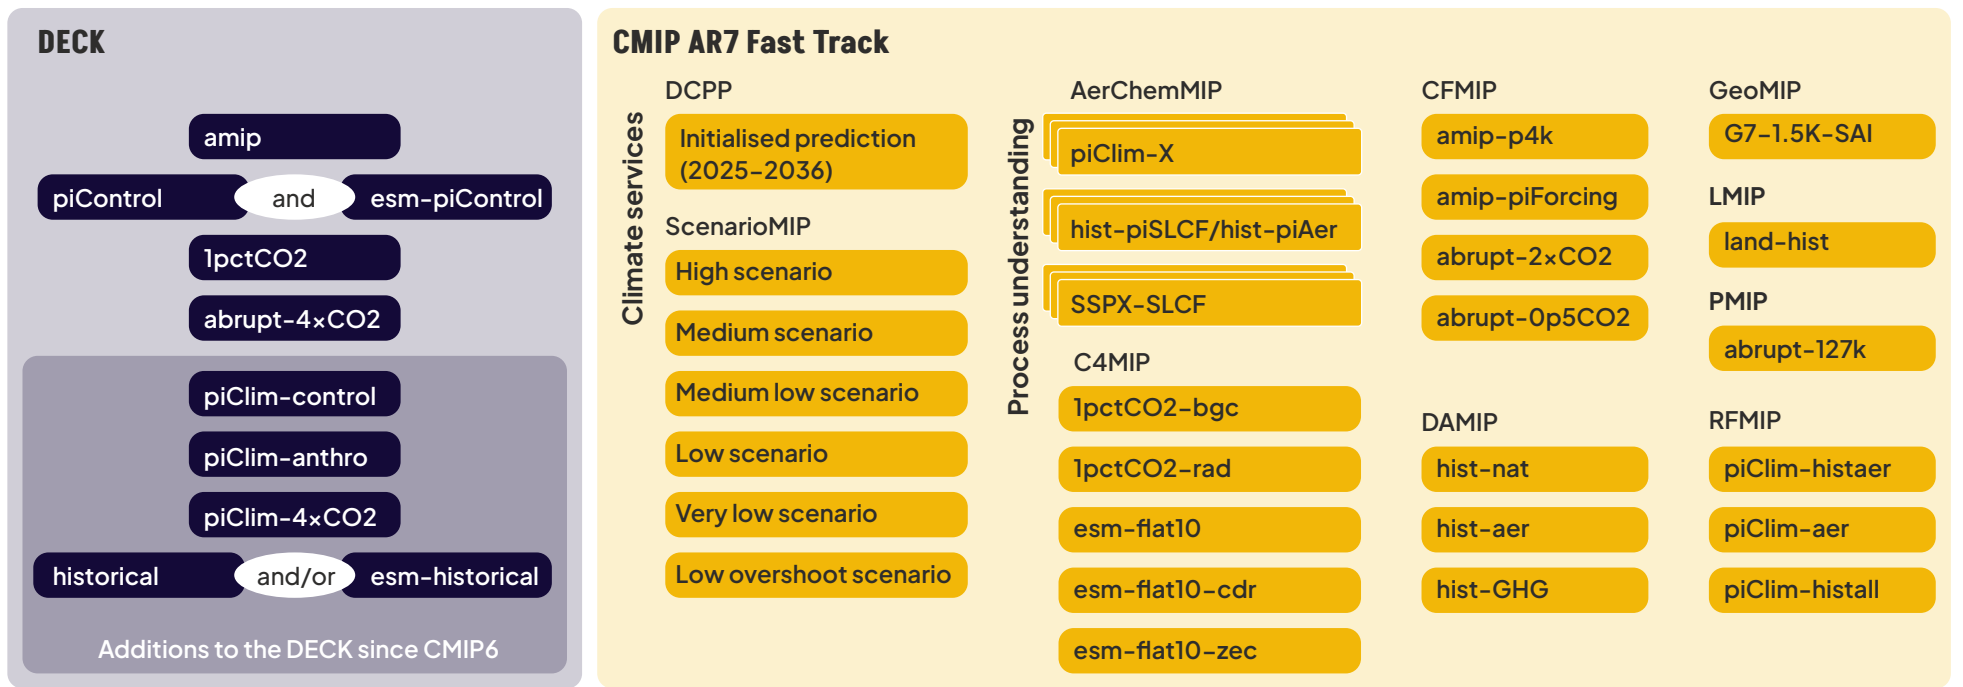 DECK
amip
piControl
and
esm-piControl
1pctCO2
abrupt-4×CO2
piClim-control
piClim-anthro
piClim-4×CO2
historical
and/or
esm-historical
Additions to the DECK since CMIP6
CMIP AR7 Fast Track
Climate services
DCPP
Initialised prediction
(2025–2036)
ScenarioMIP
High scenario
Medium scenario
Medium low scenario
Low scenario
Very low scenario
Low overshoot scenario
Process understanding
AerChemMIP
piClim-X
hist-piSLCF/hist-piAer
SSPX-SLCF
C4MIP
1pctCO2-bgc
1pctCO2-rad
esm-flat10
esm-flat10-cdr
esm-flat10-zec
CFMIP
amip-p4k
amip-piForcing
abrupt-2×CO2
abrupt-0p5CO2
DAMIP
hist-nat
hist-aer
hist-GHG
GeoMIP
G7-1.5K-SAI
LMIP
land-hist
PMIP
abrupt-127k
RFMIP
piClim-histaer
piClim-aer
piClim-histall